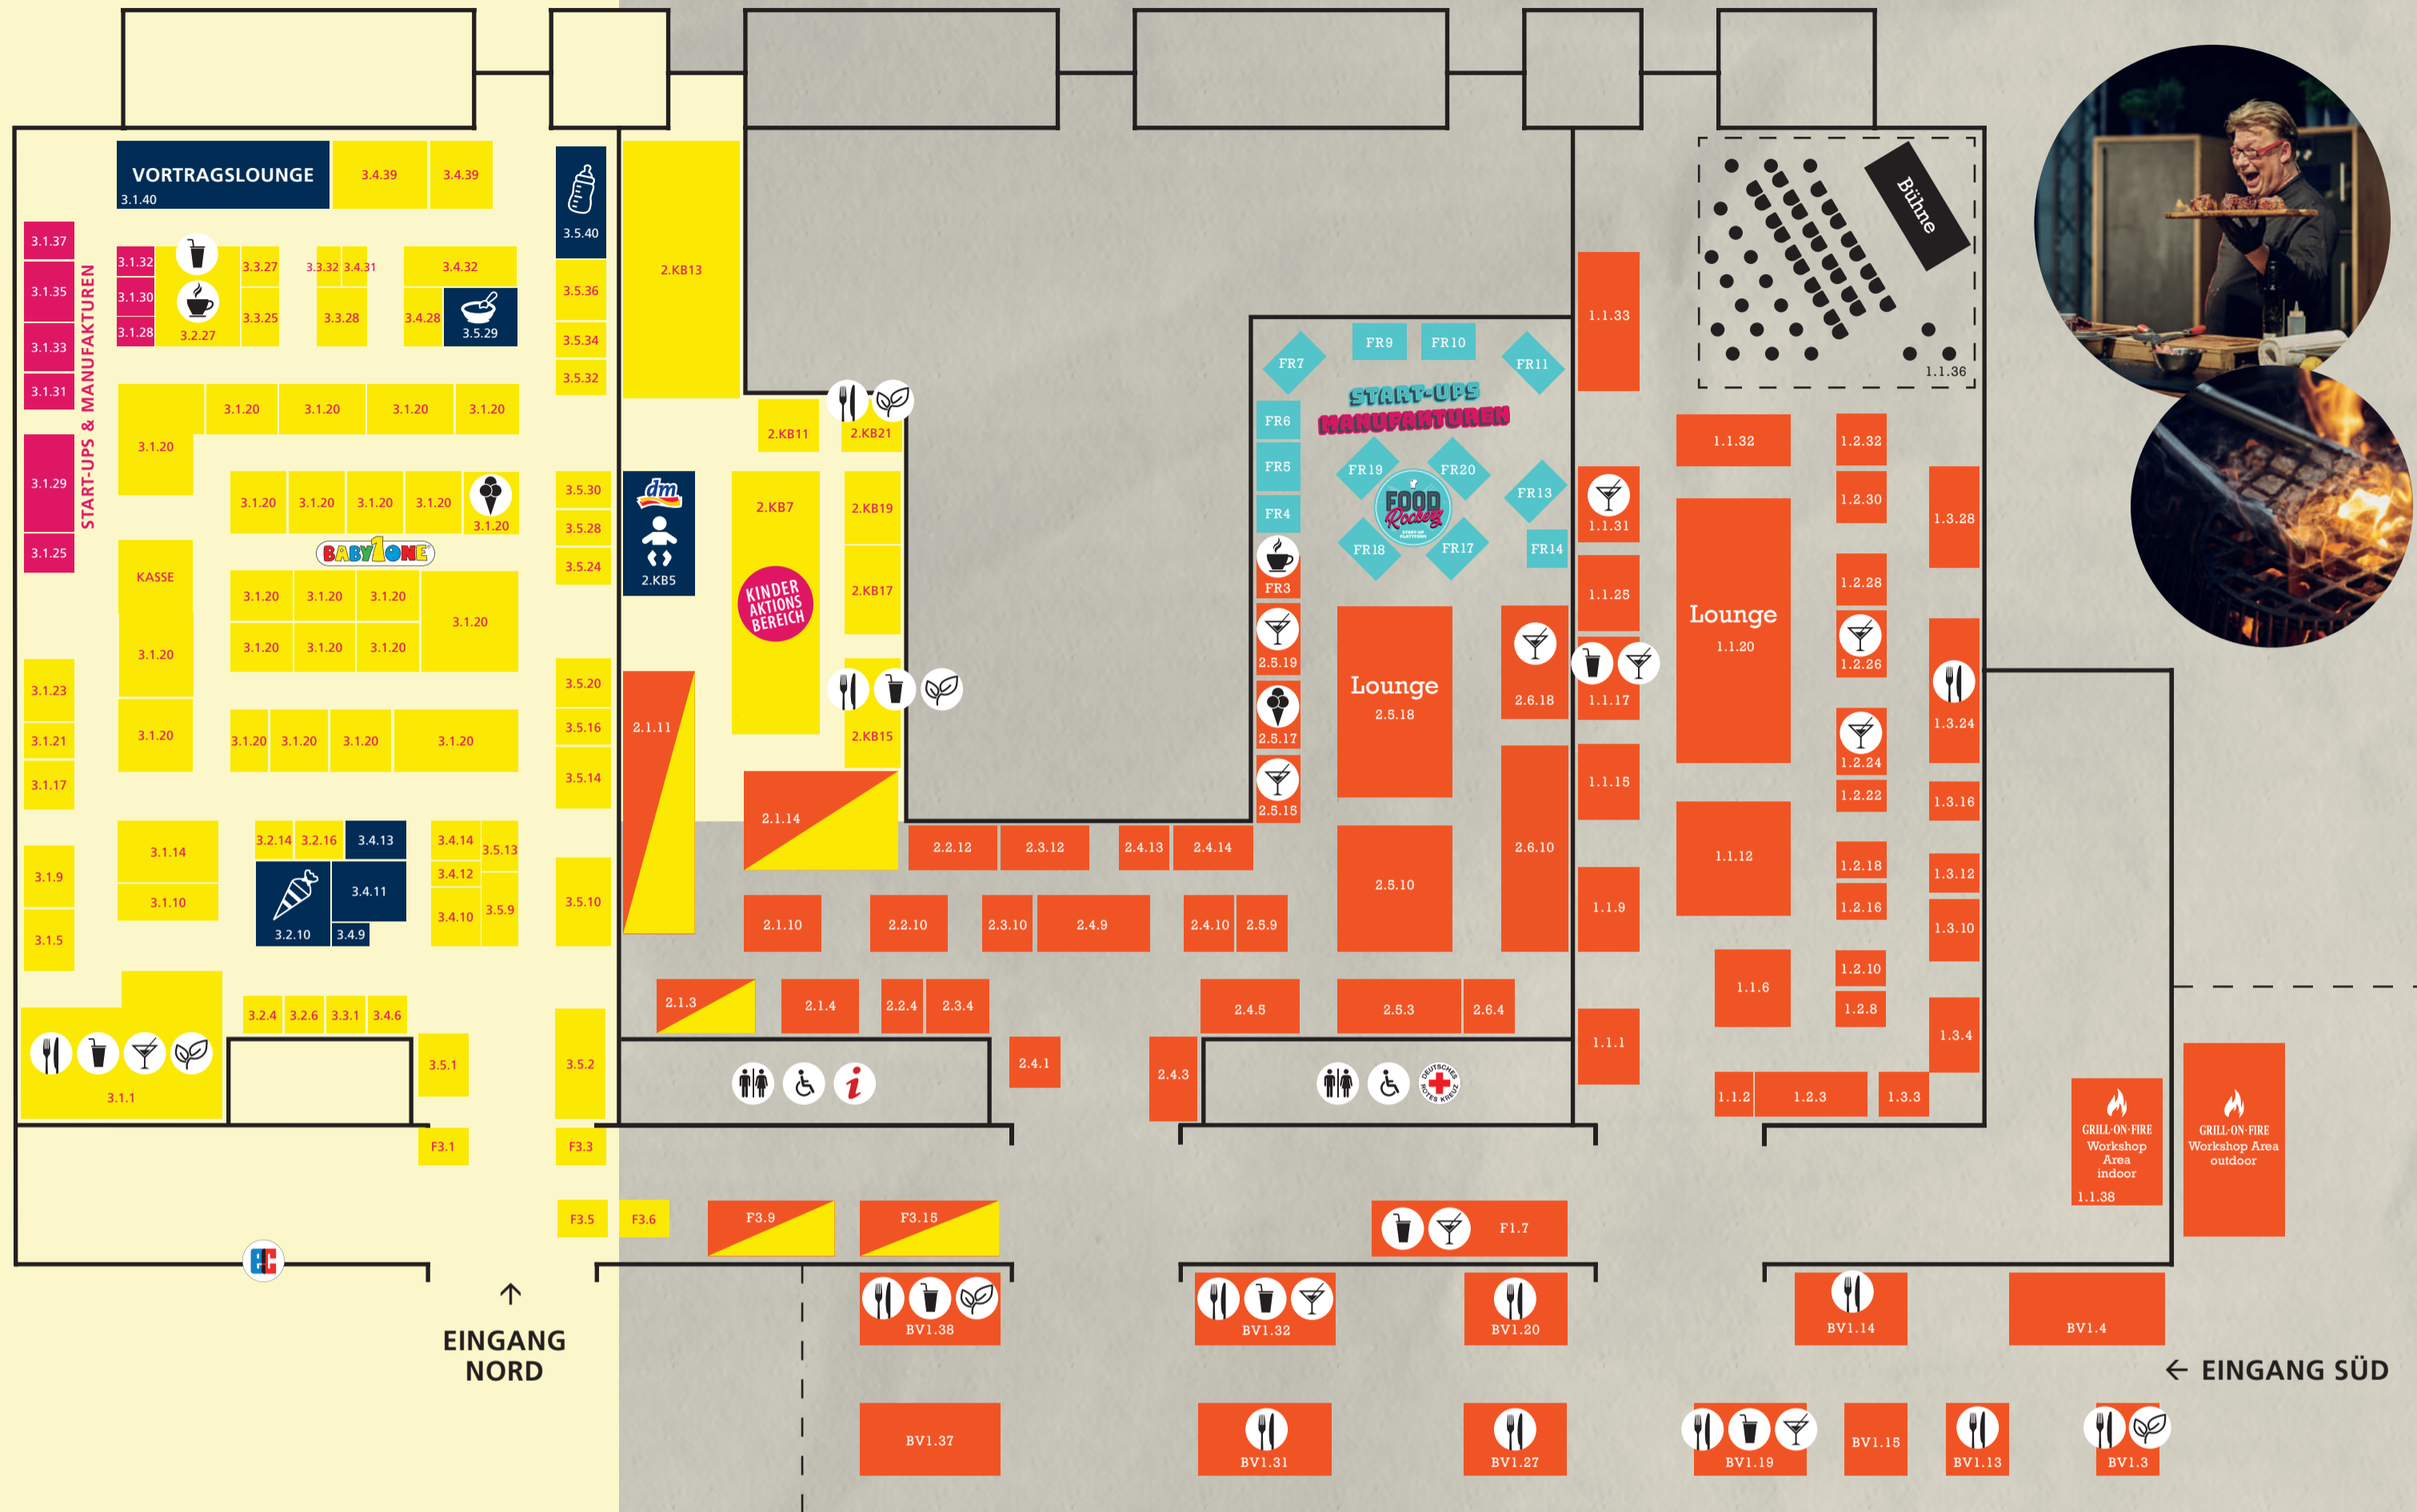 VORTRAGSLOUNGE
3.1.40
3.4.39
3.4.39
3.1.37
3.1.35
3.1.33
3.1.31
3.1.29
3.1.25
START-UPS & MANUFAKTUREN
3.1.32
3.1.30
3.1.28
3.2.27
3.3.27
3.3.25
3.3.32
3.4.31
3.3.28
3.4.32
3.4.28
3.5.29
3.5.40
3.5.36
3.5.34
3.5.32
3.1.20
3.1.20
3.1.20
3.1.20
3.1.20
3.1.20
3.1.20
3.1.20
3.1.20
3.1.20
BABY1ONE
KASSE
3.1.20
3.1.20
3.1.20
3.1.20
3.1.20
3.1.20
3.1.20
3.1.20
3.1.20
3.1.20
3.1.20
3.1.20
3.1.20
3.5.30
3.5.28
3.5.24
3.5.20
3.5.16
3.5.14
3.1.23
3.1.21
3.1.17
3.1.14
3.1.10
3.2.14
3.2.16
3.4.13
3.4.11
3.2.10
3.4.9
3.4.14
3.4.12
3.4.10
3.5.13
3.5.9
3.5.10
3.1.9
3.1.5
3.2.4
3.2.6
3.3.1
3.4.6
3.1.1
3.5.1
3.5.2
F3.1
F3.3
F3.5
F3.6
EC
EINGANG
NORD
2.KB13
2.KB11
2.KB21
dm
2.KB5
2.KB7
KINDER
AKTIONS
BEREICH
2.KB19
2.KB17
2.KB15
2.1.11
2.1.14
2.2.12
2.3.12
2.4.13
2.4.14
2.1.10
2.2.10
2.3.10
2.4.9
2.4.10
2.5.9
2.1.3
2.1.4
2.2.4
2.3.4
2.4.1
2.4.3
2.4.5
2.5.3
2.6.4
i
DEUTSCHES
ROTES KREUZ
F3.9
F3.15
F1.7
FR7
FR9
FR10
FR11
START-UPS
MANUFAKTUREN
FR6
FR5
FR4
FR3
FR19
FR20
FOOD
Rockerz
START-UP
PLATTFORM
FR18
FR17
FR13
FR14
2.5.19
2.5.17
2.5.15
Lounge
2.5.18
2.6.18
2.5.10
2.6.10
1.1.33
1.1.31
1.1.25
1.1.17
1.1.15
1.1.9
1.1.1
Bühne
1.1.36
1.1.32
Lounge
1.1.20
1.1.12
1.1.6
1.1.2
1.2.3
1.3.3
1.2.32
1.2.30
1.2.28
1.2.26
1.2.24
1.2.22
1.2.18
1.2.16
1.2.10
1.2.8
1.3.28
1.3.24
1.3.16
1.3.12
1.3.10
1.3.4
GRILL-ON-FIRE
Workshop
Area
indoor
1.1.38
GRILL-ON-FIRE
Workshop Area
outdoor
BV1.38
BV1.32
BV1.20
BV1.14
BV1.4
← EINGANG SÜD
BV1.37
BV1.31
BV1.27
BV1.19
BV1.15
BV1.13
BV1.3